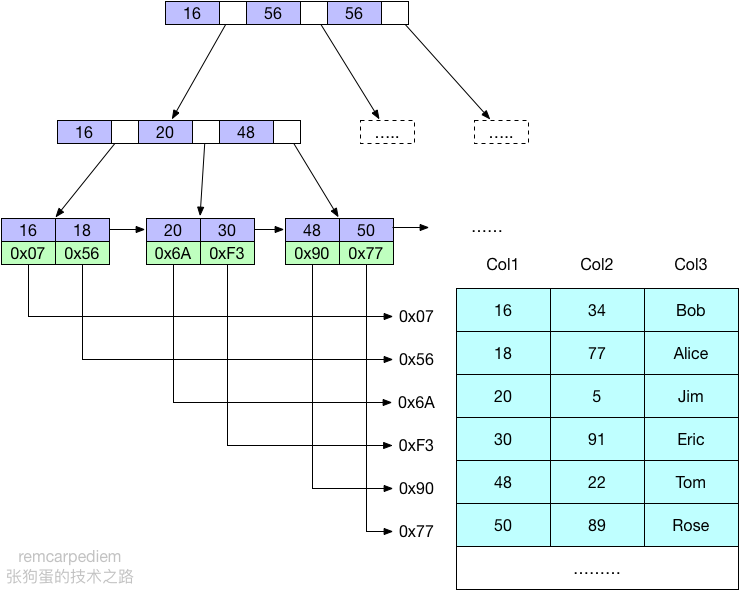 16 56 56
16 20 48
..... .....
16 18 20 30 48 50 ......
0x07 0x56 0x6A 0xF3 0x90 0x77
Col1 Col2 Col3
0x07 16 34 Bob
0x56 18 77 Alice
0x6A 20 5 Jim
0xF3 30 91 Eric
0x90 48 22 Tom
0x77 50 89 Rose
.........
remcarpediem
张狗蛋的技术之路